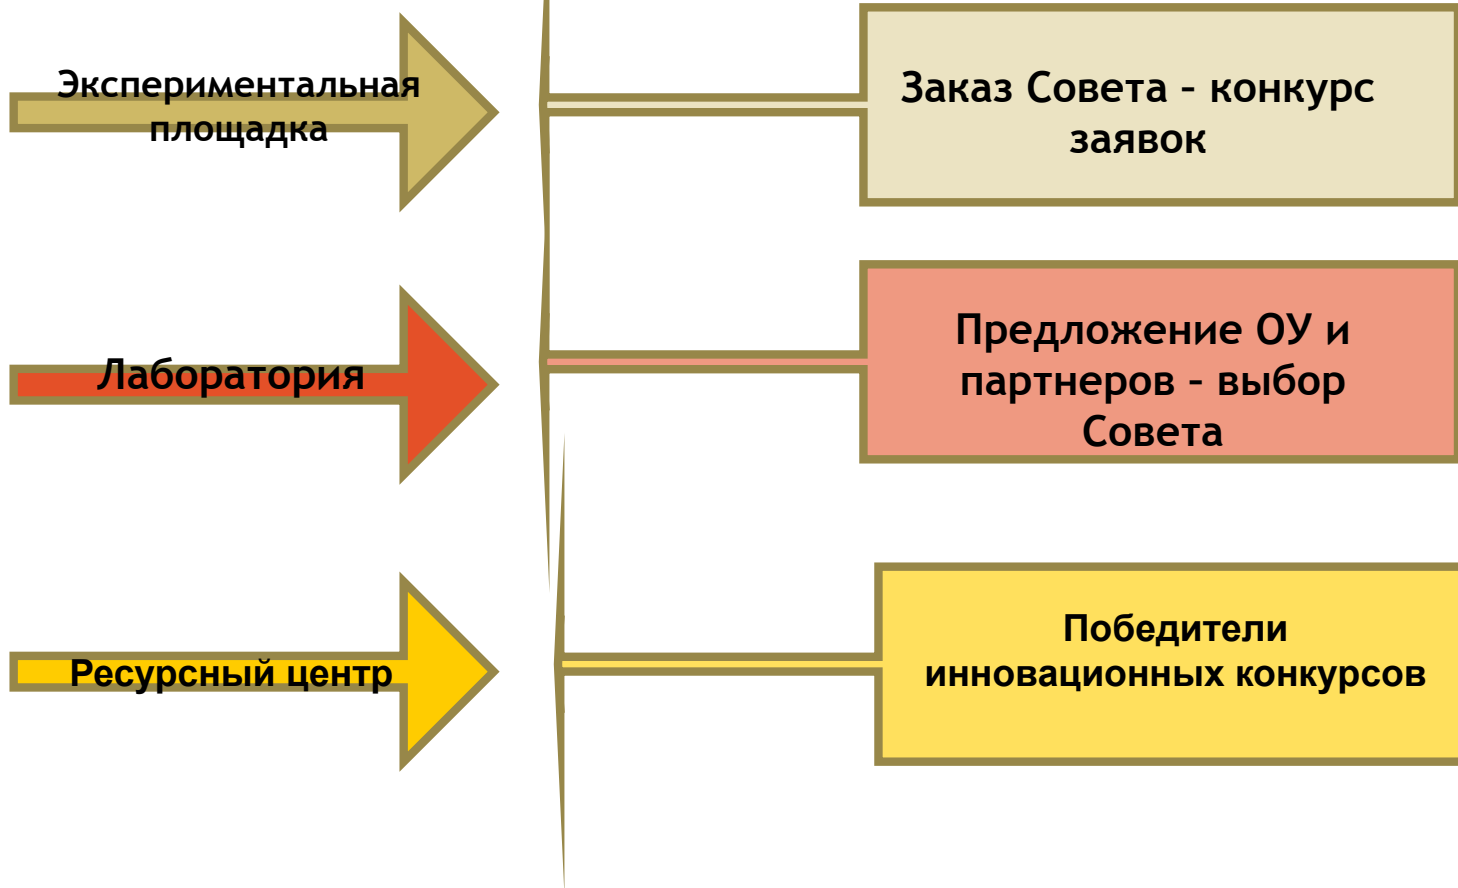 Экспериментальная
площадка
Заказ Совета – конкурс
заявок
Лаборатория
Предложение ОУ и
партнеров – выбор
Совета
Ресурсный центр
Победители
инновационных конкурсов